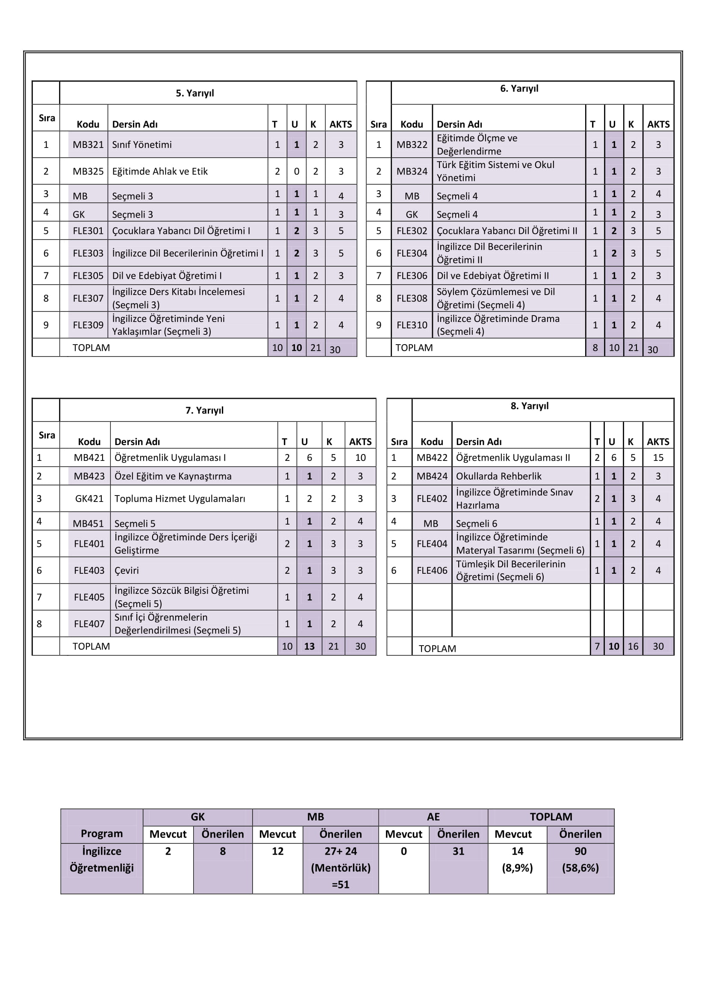 5. Yarıyıl
Sıra Kodu Dersin Adı T U K AKTS
1 MB321 Sınıf Yönetimi 1 1 2 3
2 MB325 Eğitimde Ahlak ve Etik 2 0 2 3
3 MB Seçmeli 3 1 1 1 4
4 GK Seçmeli 3 1 1 1 3
5 FLE301 Çocuklara Yabancı Dil Öğretimi I 1 2 3 5
6 FLE303 İngilizce Dil Becerilerinin Öğretimi I 1 2 3 5
7 FLE305 Dil ve Edebiyat Öğretimi I 1 1 2 3
8 FLE307 İngilizce Ders Kitabı İncelemesi
(Seçmeli 3) 1 1 2 4
9 FLE309 İngilizce Öğretiminde Yeni
Yaklaşımlar (Seçmeli 3) 1 1 2 4
TOPLAM 10 10 21 30
6. Yarıyıl
Sıra Kodu Dersin Adı T U K AKTS
1 MB322 Eğitimde Ölçme ve
Değerlendirme 1 1 2 3
2 MB324 Türk Eğitim Sistemi ve Okul
Yönetimi 1 1 2 3
3 MB Seçmeli 4 1 1 2 4
4 GK Seçmeli 4 1 1 2 3
5 FLE302 Çocuklara Yabancı Dil Öğretimi II 1 2 3 5
6 FLE304 İngilizce Dil Becerilerinin
Öğretimi II 1 2 3 5
7 FLE306 Dil ve Edebiyat Öğretimi II 1 1 2 3
8 FLE308 Söylem Çözümlemesi ve Dil
Öğretimi (Seçmeli 4) 1 1 2 4
9 FLE310 İngilizce Öğretiminde Drama
(Seçmeli 4) 1 1 2 4
TOPLAM 8 10 21 30
7. Yarıyıl
Sıra Kodu Dersin Adı T U K AKTS
1 MB421 Öğretmenlik Uygulaması I 2 6 5 10
2 MB423 Özel Eğitim ve Kaynaştırma 1 1 2 3
3 GK421 Topluma Hizmet Uygulamaları 1 2 2 3
4 MB451 Seçmeli 5 1 1 2 4
5 FLE401 İngilizce Öğretiminde Ders İçeriği
Geliştirme 2 1 3 3
6 FLE403 Çeviri 2 1 3 3
7 FLE405 İngilizce Sözcük Bilgisi Öğretimi
(Seçmeli 5) 1 1 2 4
8 FLE407 Sınıf İçi Öğrenmelerin
Değerlendirilmesi (Seçmeli 5) 1 1 2 4
TOPLAM 10 13 21 30
8. Yarıyıl
Sıra Kodu Dersin Adı T U K AKTS
1 MB422 Öğretmenlik Uygulaması II 2 6 5 15
2 MB424 Okullarda Rehberlik 1 1 2 3
3 FLE402 İngilizce Öğretiminde Sınav
Hazırlama 2 1 3 4
4 MB Seçmeli 6 1 1 2 4
5 FLE404 İngilizce Öğretiminde
Materyal Tasarımı (Seçmeli 6) 1 1 2 4
6 FLE406 Tümleşik Dil Becerilerinin
Öğretimi (Seçmeli 6) 1 1 2 4
TOPLAM 7 10 16 30
GK MB AE TOPLAM
Program Mevcut Önerilen Mevcut Önerilen Mevcut Önerilen Mevcut Önerilen
İngilizce 2 8 12 27+ 24 0 31 14 90
Öğretmenliği (Mentörlük) (8,9%) (58,6%)
=51